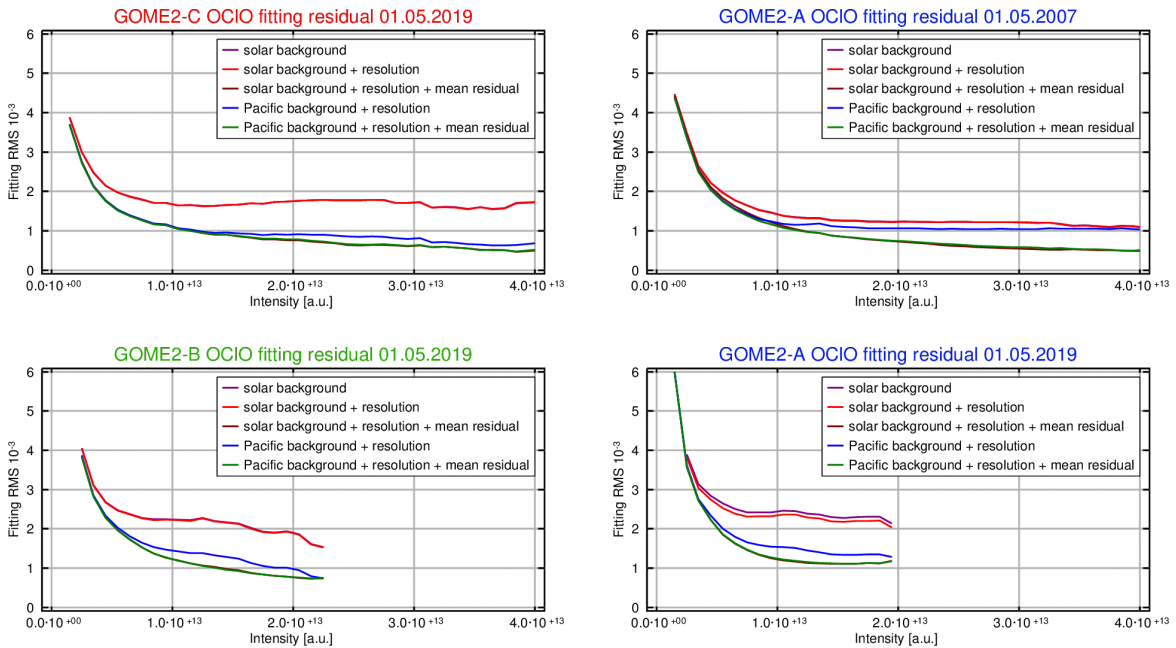 GOME2-C OClO fitting residual 01.05.2019
6
5
4
3
2
1
0
Fitting RMS 10⁻³
solar background
solar background + resolution
solar background + resolution + mean residual
Pacific background + resolution
Pacific background + resolution + mean residual
0.0·10 ⁺⁰⁰ 1.0·10 ⁺¹³ 2.0·10 ⁺¹³ 3.0·10 ⁺¹³ 4.0·10 ⁺¹³
Intensity [a.u.]
GOME2-A OClO fitting residual 01.05.2007
6
5
4
3
2
1
0
Fitting RMS 10⁻³
solar background
solar background + resolution
solar background + resolution + mean residual
Pacific background + resolution
Pacific background + resolution + mean residual
0.0·10 ⁺⁰⁰ 1.0·10 ⁺¹³ 2.0·10 ⁺¹³ 3.0·10 ⁺¹³ 4.0·10 ⁺¹³
Intensity [a.u.]
GOME2-B OClO fitting residual 01.05.2019
6
5
4
3
2
1
0
Fitting RMS 10⁻³
solar background
solar background + resolution
solar background + resolution + mean residual
Pacific background + resolution
Pacific background + resolution + mean residual
0.0·10 ⁺⁰⁰ 1.0·10 ⁺¹³ 2.0·10 ⁺¹³ 3.0·10 ⁺¹³ 4.0·10 ⁺¹³
Intensity [a.u.]
GOME2-A OClO fitting residual 01.05.2019
6
5
4
3
2
1
0
Fitting RMS 10⁻³
solar background
solar background + resolution
solar background + resolution + mean residual
Pacific background + resolution
Pacific background + resolution + mean residual
0.0·10 ⁺⁰⁰ 1.0·10 ⁺¹³ 2.0·10 ⁺¹³ 3.0·10 ⁺¹³ 4.0·10 ⁺¹³
Intensity [a.u.]